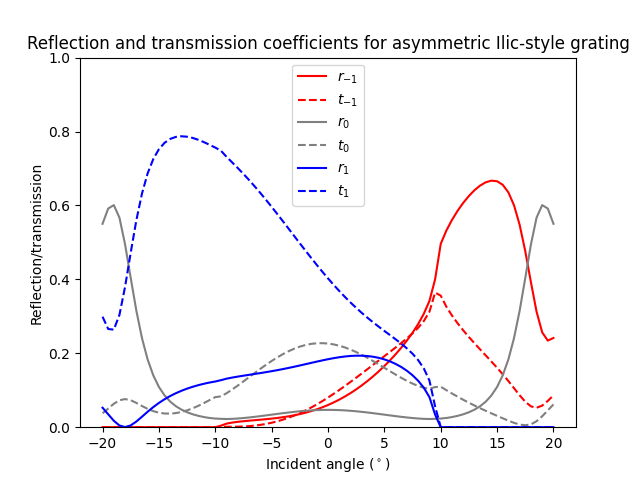 Reflection and transmission coefficients for asymmetric Ilic-style grating
1.0
0.8
0.6
0.4
0.2
0.0
Reflection/transmission
r₋₁
t₋₁
r₀
t₀
r₁
t₁
−20 −15 −10 −5 0 5 10 15 20
Incident angle (°)